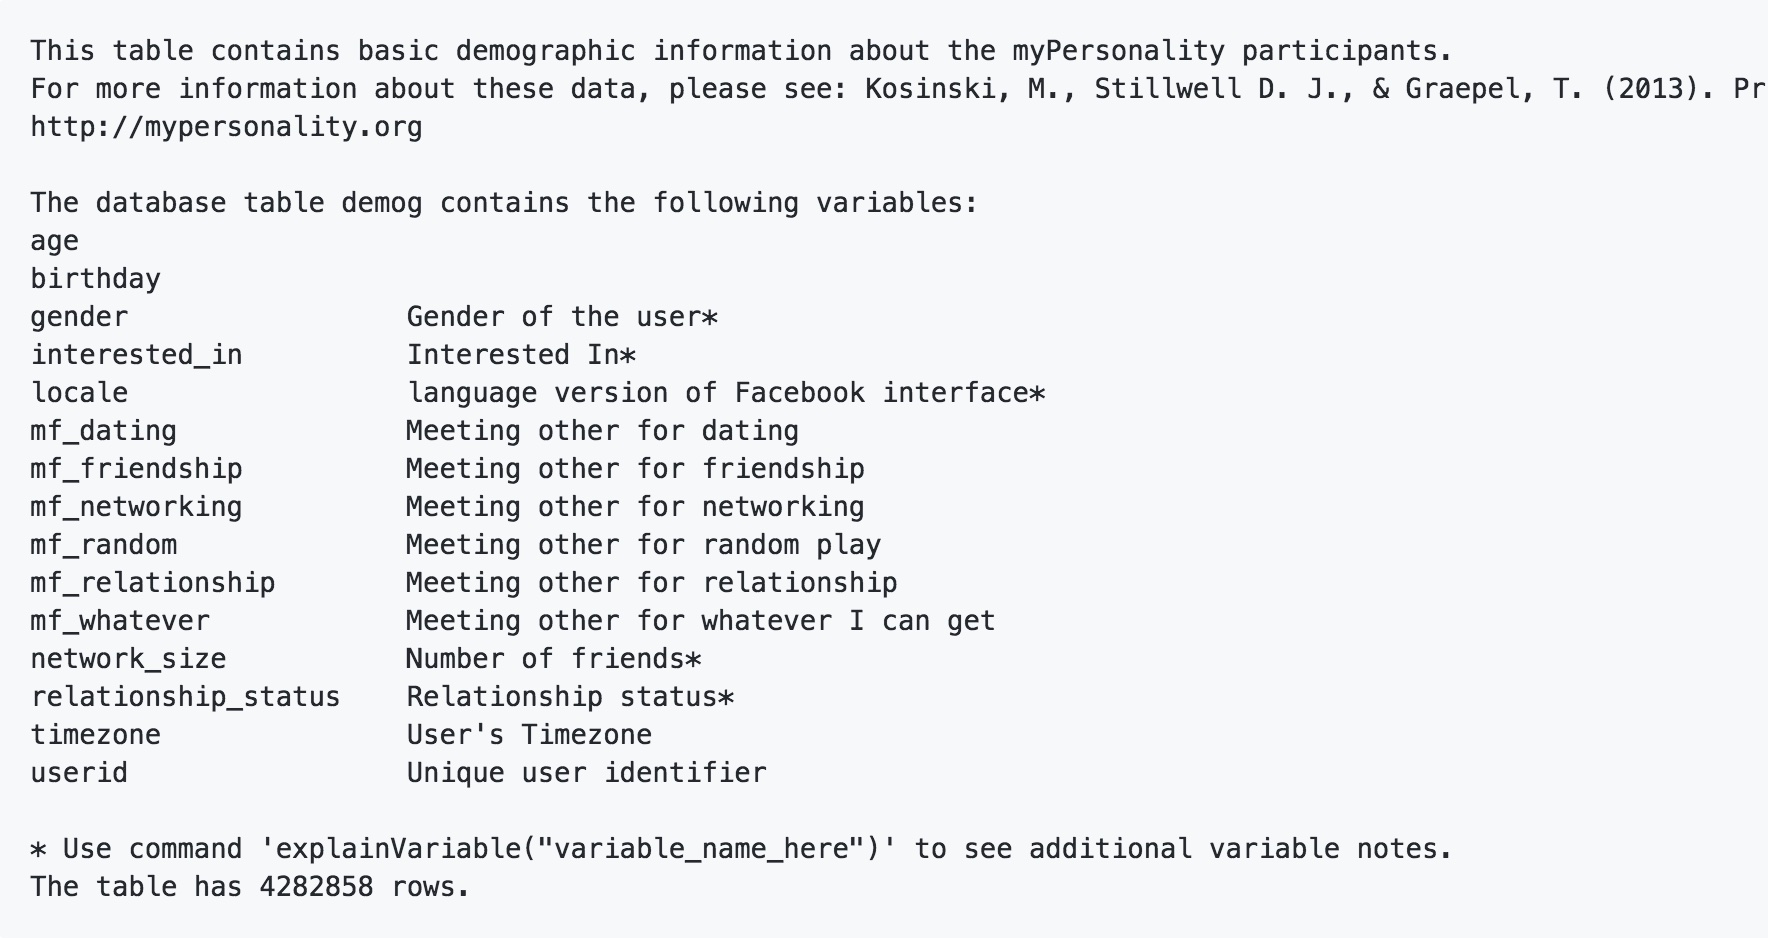 This table contains basic demographic information about the myPersonality participants.
For more information about these data, please see: Kosinski, M., Stillwell D. J., & Graepel, T. (2013). Pr
http://mypersonality.org
The database table demog contains the following variables:
age
birthday
gender Gender of the user*
interested_in Interested In*
locale language version of Facebook interface*
mf_dating Meeting other for dating
mf_friendship Meeting other for friendship
mf_networking Meeting other for networking
mf_random Meeting other for random play
mf_relationship Meeting other for relationship
mf_whatever Meeting other for whatever I can get
network_size Number of friends*
relationship_status Relationship status*
timezone User's Timezone
userid Unique user identifier
* Use command 'explainVariable("variable_name_here")' to see additional variable notes.
The table has 4282858 rows.